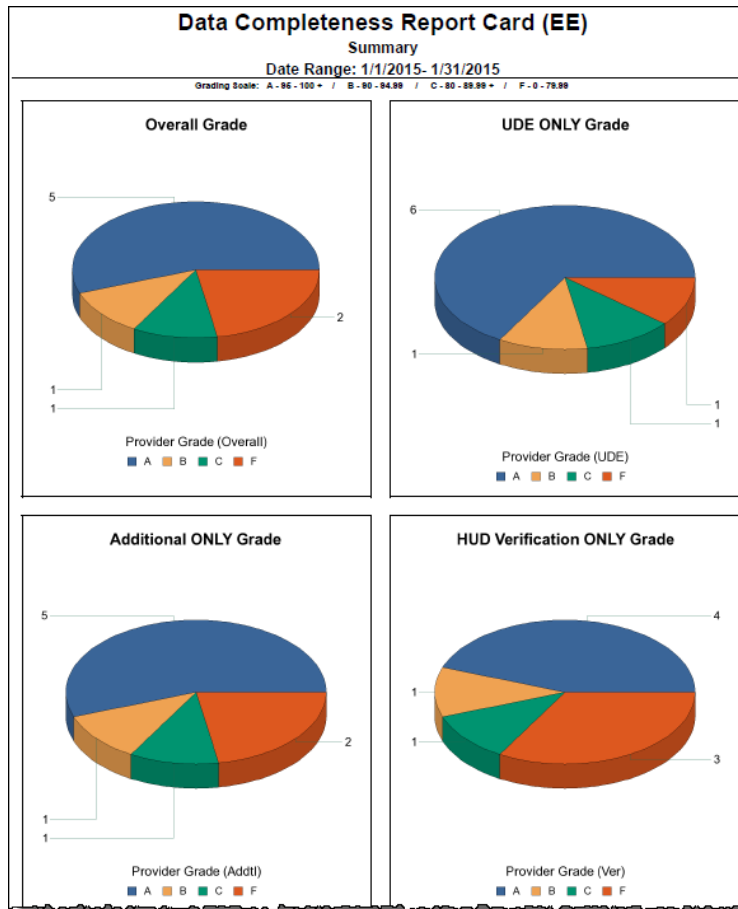 Data Completeness Report Card (EE)
Summary
Date Range: 1/1/2015- 1/31/2015
Grading Scale: A - 95 - 100 + / B - 90 - 94.99 / C - 80 - 89.99 + / F - 0 - 79.99
Overall Grade
5
2
1
1
Provider Grade (Overall)
A B C F
UDE ONLY Grade
6
1
1
1
Provider Grade (UDE)
A B C F
Additional ONLY Grade
5
2
1
1
Provider Grade (Addtl)
A B C F
HUD Verification ONLY Grade
4
1
1
3
Provider Grade (Ver)
A B C F